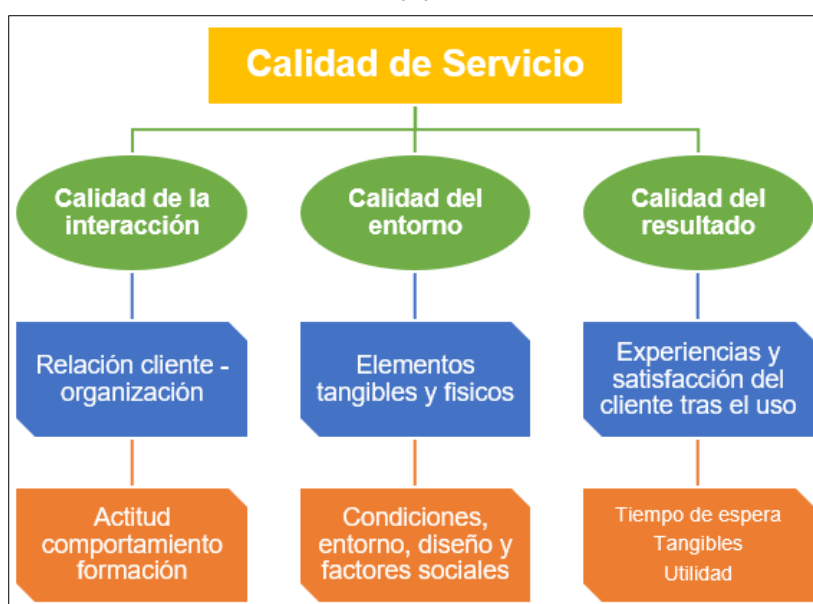 Calidad de Servicio
Calidad de la
interacción
Calidad del
entorno
Calidad del
resultado
Relación cliente -
organización
Elementos
tangibles y fisicos
Experiencias y
satisfacción del
cliente tras el uso
Actitud
comportamiento
formación
Condiciones,
entorno, diseño y
factores sociales
Tiempo de espera
Tangibles
Utilidad